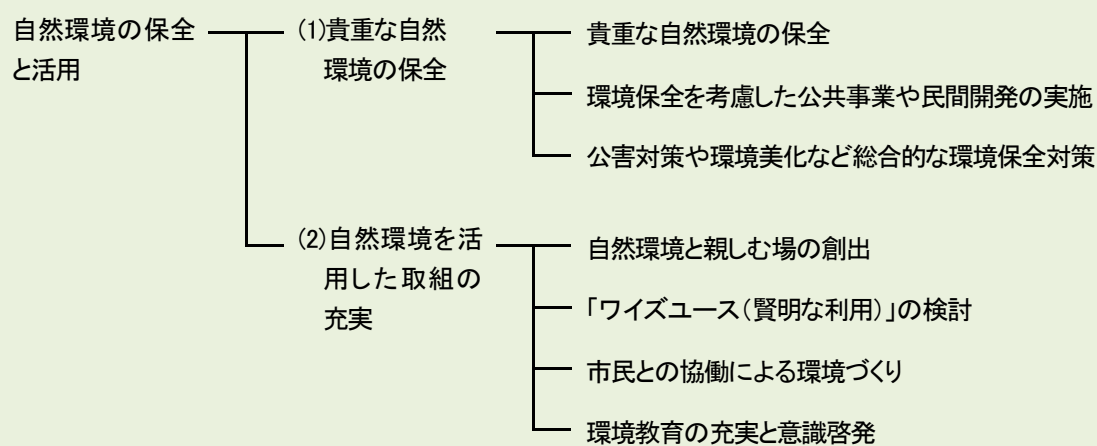 自然環境の保全
と活用
(1)貴重な自然
環境の保全
貴重な自然環境の保全
環境保全を考慮した公共事業や民間開発の実施
公害対策や環境美化など総合的な環境保全対策
(2)自然環境を活
用した取組の
充実
自然環境と親しむ場の創出
「ワイズユース(賢明な利用)」の検討
市民との協働による環境づくり
環境教育の充実と意識啓発